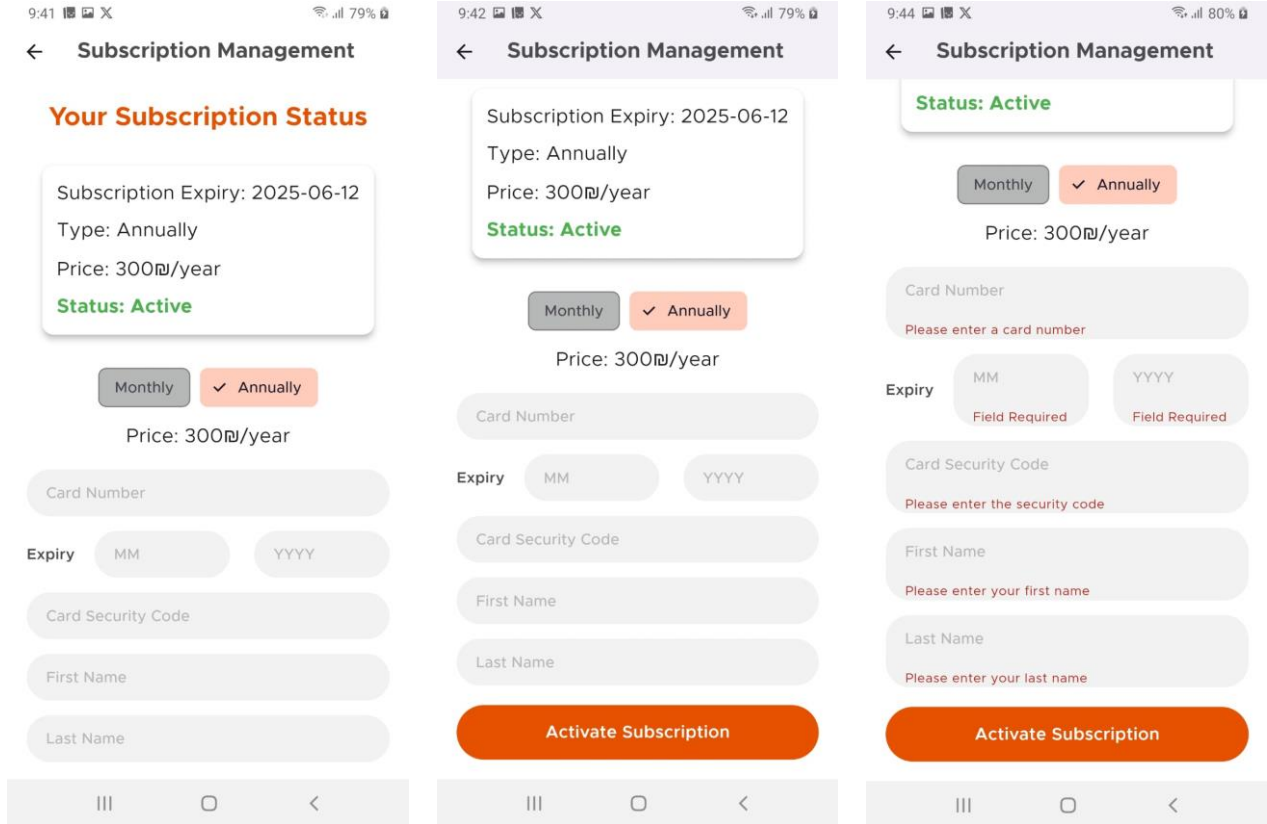 9:41
79%
Subscription Management
Your Subscription Status
Subscription Expiry: 2025-06-12
Type: Annually
Price: 300₪/year
Status: Active
Monthly
✓ Annually
Price: 300₪/year
Card Number
Expiry MM YYYY
Card Security Code
First Name
Last Name
9:42
79%
Subscription Management
Subscription Expiry: 2025-06-12
Type: Annually
Price: 300₪/year
Status: Active
Monthly
✓ Annually
Price: 300₪/year
Card Number
Expiry MM YYYY
Card Security Code
First Name
Last Name
Activate Subscription
9:44
80%
Subscription Management
Status: Active
Monthly
✓ Annually
Price: 300₪/year
Card Number
Please enter a card number
Expiry MM YYYY
Field Required Field Required
Card Security Code
Please enter the security code
First Name
Please enter your first name
Last Name
Please enter your last name
Activate Subscription